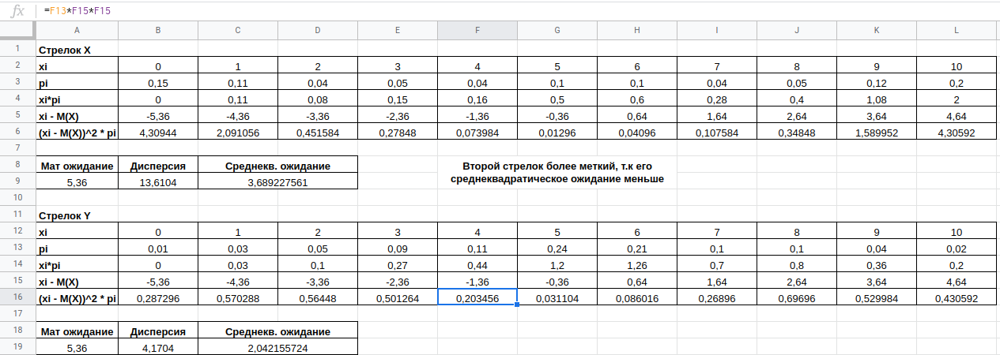 fx =F13*F15*F15
A B C D E F G H I J K L
1 Стрелок X
2 xi 0 1 2 3 4 5 6 7 8 9 10
3 pi 0,15 0,11 0,04 0,05 0,04 0,1 0,1 0,04 0,05 0,12 0,2
4 xi*pi 0 0,11 0,08 0,15 0,16 0,5 0,6 0,28 0,4 1,08 2
5 xi - M(X) -5,36 -4,36 -3,36 -2,36 -1,36 -0,36 0,64 1,64 2,64 3,64 4,64
6 (xi - M(X))^2 * pi 4,30944 2,091056 0,451584 0,27848 0,073984 0,01296 0,04096 0,107584 0,34848 1,589952 4,30592
7
8 Мат ожидание Дисперсия Среднекв. ожидание Второй стрелок более меткий, т.к его
9 5,36 13,6104 3,689227561 среднеквадратическое ожидание меньше
10
11 Стрелок Y
12 xi 0 1 2 3 4 5 6 7 8 9 10
13 pi 0,01 0,03 0,05 0,09 0,11 0,24 0,21 0,1 0,1 0,04 0,02
14 xi*pi 0 0,03 0,1 0,27 0,44 1,2 1,26 0,7 0,8 0,36 0,2
15 xi - M(X) -5,36 -4,36 -3,36 -2,36 -1,36 -0,36 0,64 1,64 2,64 3,64 4,64
16 (xi - M(X))^2 * pi 0,287296 0,570288 0,56448 0,501264 0,203456 0,031104 0,086016 0,26896 0,69696 0,529984 0,430592
17
18 Мат ожидание Дисперсия Среднекв. ожидание
19 5,36 4,1704 2,042155724